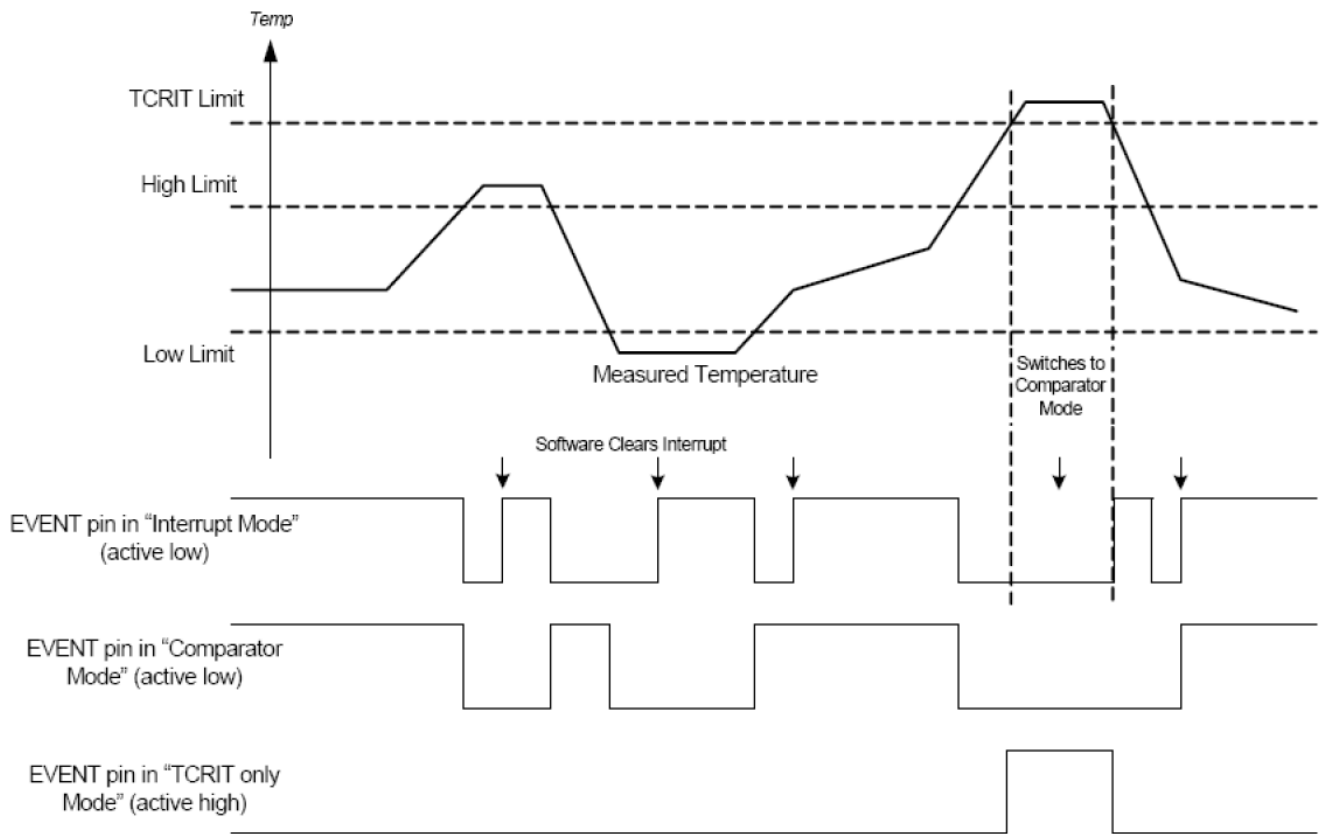 Temp
TCRIT Limit
High Limit
Low Limit
Measured Temperature
Switches to
Comparator
Mode
Software Clears Interrupt
EVENT pin in “Interrupt Mode”
(active low)
EVENT pin in “Comparator
Mode” (active low)
EVENT pin in “TCRIT only
Mode” (active high)